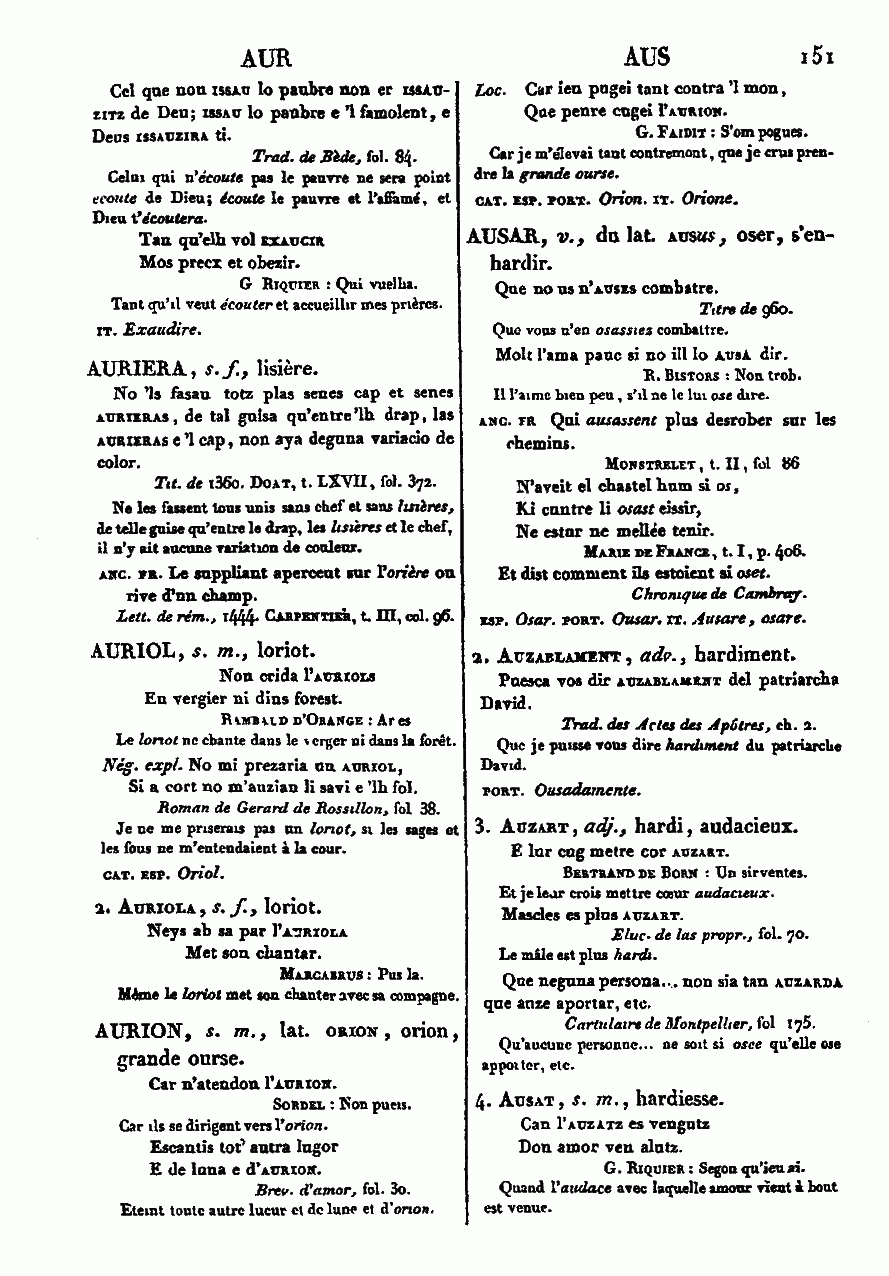 AUR
AUS 151
Cel que non ISSAU lo paubre non er ISSAU-
ZITZ de Deu; ISSAU lo paubre e 'l famolent, e
Deus ISSAUZIRA ti.
Trad. de Bède, fol. 84.
Celui qui n'écoute pas le pauvre ne sera point
écouté de Dieu; écoute le pauvre et l'affamé, et
Dieu t'écoutera.
Tan qu'elh vol EXAUCIR
Mos precx et obezir.
G RIQUIER : Qui vuelha.
Tant qu'il veut écouter et accueillir mes prières.
IT. Exaudire.
AURIERA, s. f., lisière.
No 'ls fasan totz plas senes cap et senes
AURIERAS, de tal guisa qu'entre 'lh drap, las
AURIERAS e 'l cap, non aya deguna variacio de
color.
Tit. de 1360. DOAT, t. LXVII, fol. 372.
Ne les fassent tous unis sans chef et sans lisières,
de telle guise qu'entre le drap, les lisières et le chef,
il n'y ait aucune variation de couleur.
ANC. FR. Le suppliant apercent sur l'orière ou
rive d'un champ.
Lett. de rém., 1444. CARPENTIER, t. III, col. 96.
AURIOL, s. m., loriot.
Non crida l'AURIOLS
En vergier ni dins forest.
RAMBALD D'ORANGE : Ar es
Le loriot ne chante dans le verger ni dans la forêt.
Nég. expl. No mi prezaria un AURIOL,
Si a cort no m'auzian li savi e 'lh fol.
Roman de Gerard de Rossillon, fol 38.
Je ne me priserais pas un loriot, si les sages et
les fous ne m'entendaient à la cour.
CAT. ESP. Oriol.
2. AURIOLA, s. f., loriot.
Neys ab sa par l'AURIOLA
Met son chantar.
MARCABRUS : Pus la.
Même le loriot met son chanter avec sa compagne.
AURION, s. m., lat. ORION, orion,
grande ourse.
Car n'atendon l'AURION.
SORDEL : Non pueis.
Car ils se dirigent vers l'orion.
Escantis tot' autra lugor
E de luna e d'AURION.
Brev. d'amor, fol. 30.
Eteint toute autre lueur et de lune et d'orion.
Loc. Car ieu pugei tant contra 'l mon,
Que penre cugei l'AURION.
G. FAIDIT : S'om pogues.
Car je m'élevai tant contremont, que je crus pren-
dre la grande ourse.
CAT. ESP. PORT. Orion. IT. Orione.
AUSAR, v., du lat. AUSUS, oser, s'en-
hardir.
Que no us n'AUSES combatre.
Titre de 960.
Que vous n'en osassiez combattre.
Molt l'ama pauc si no ill lo AUSA dir.
R. BISTORS : Non trob.
Il l'aime bien peu, s'il ne le lui ose dire.
ANC. FR Qui ausassent plus desrober sur les
chemins.
MONSTRELET, t. II, fol 86
N'aveit el chastel hum si os,
Ki cuntre li osast eissir,
Ne estur ne mellée tenir.
MARIE DE FRANCE, t. I, p. 406.
Et dist comment ils estoient si oset.
Chronique de Cambray.
ESP. Osar. PORT. Ousar. IT. Ausare, osare.
2. AUZABLAMENT, adv., hardiment.
Puesca vos dir AUZABLAMENT del patriarcha
David.
Trad. des Actes des Apôtres, ch. 2.
Que je puisse vous dire hardiment du patriarche
David.
PORT. Ousadamente.
3. AUZART, adj., hardi, audacieux.
E lur cug metre cor AUZART.
BERTRAND DE BORN : Un sirventes.
Et je leur crois mettre cœur audacieux.
Mascles es plus AUZART.
Eluc. de las propr., fol. 70.
Le mâle est plus hardi.
Que neguna persona... non sia tan AUZARDA
que auze aportar, etc.
Cartulaire de Montpellier, fol 175.
Qu'aucune personne... ne soit si osée qu'elle ose
apporter, etc.
4. AUSAT, s. m., hardiesse.
Can l'AUZATZ es vengutz
Don amor ven alutz.
G. RIQUIER : Segon qu'ieu ai.
Quand l'audace avec laquelle amour vient à bout
est venue.